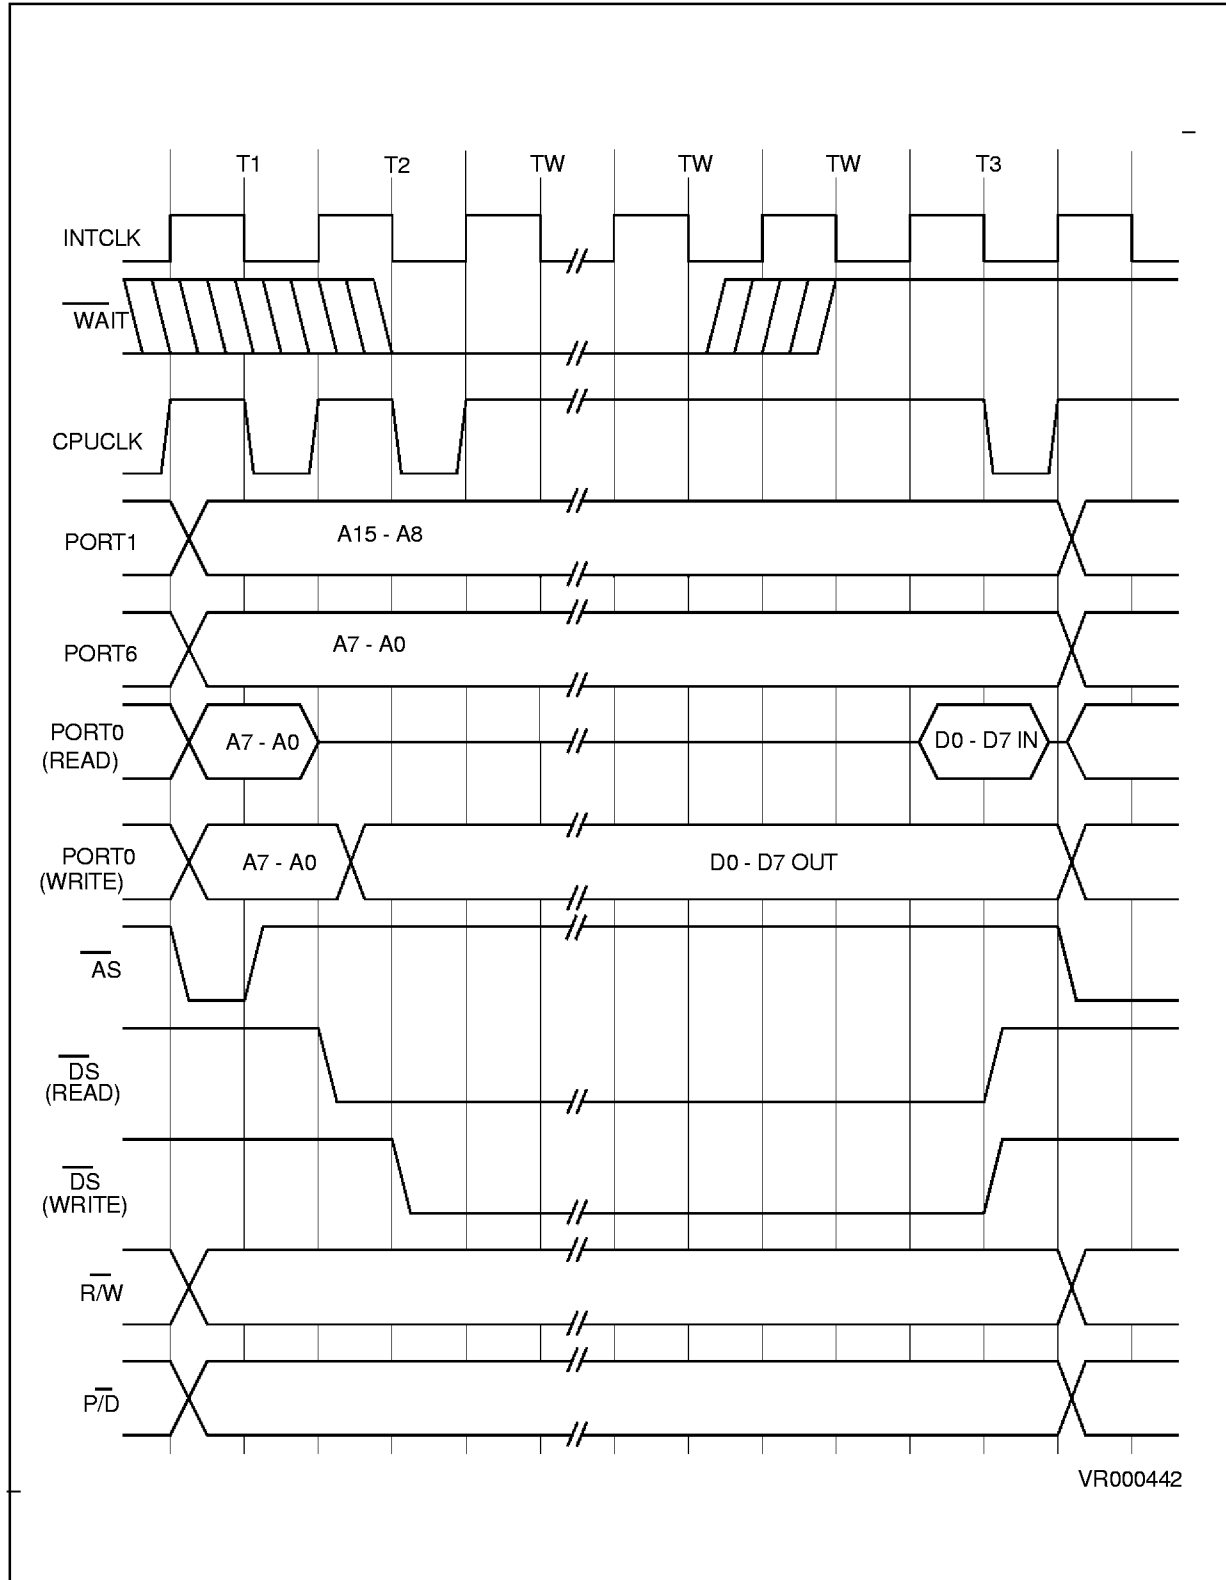 T1 T2 TW TW TW T3
INTCLK
WAIT
CPUCLK
PORT1
A15 - A8
PORT6
A7 - A0
PORT0
(READ)
A7 - A0
D0 - D7 IN
PORT0
(WRITE)
A7 - A0
D0 - D7 OUT
AS
DS
(READ)
DS
(WRITE)
R/W
P/D
VR000442